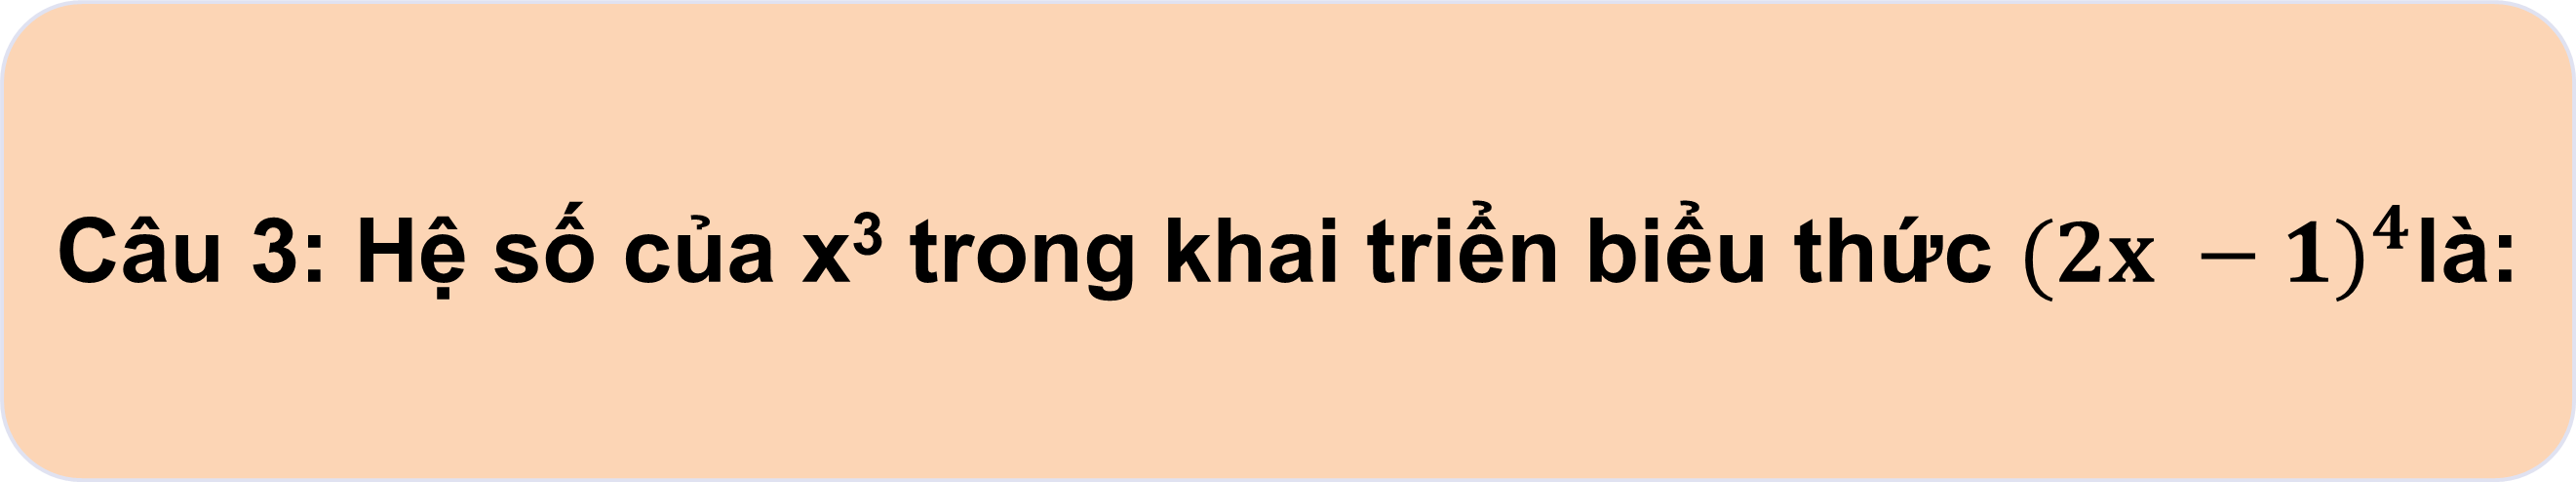 Câu 3: Hệ số của x³ trong khai triển biểu thức (2x − 1)⁴là: